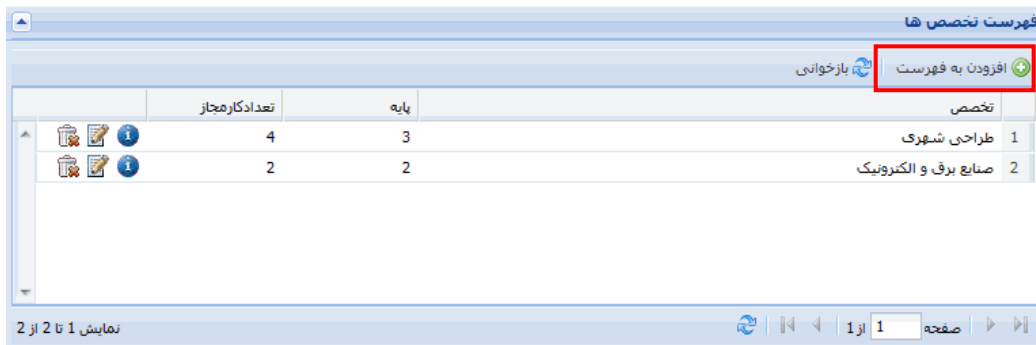 فهرست تخصص ها
افزودن به فهرست بازخوانی
تخصص پایه تعدادکارمجاز
1 طراحی شهری 3 4
2 صنایع برق و الکترونیک 2 2
صفحه 1 از 1 نمایش 1 تا 2 از 2